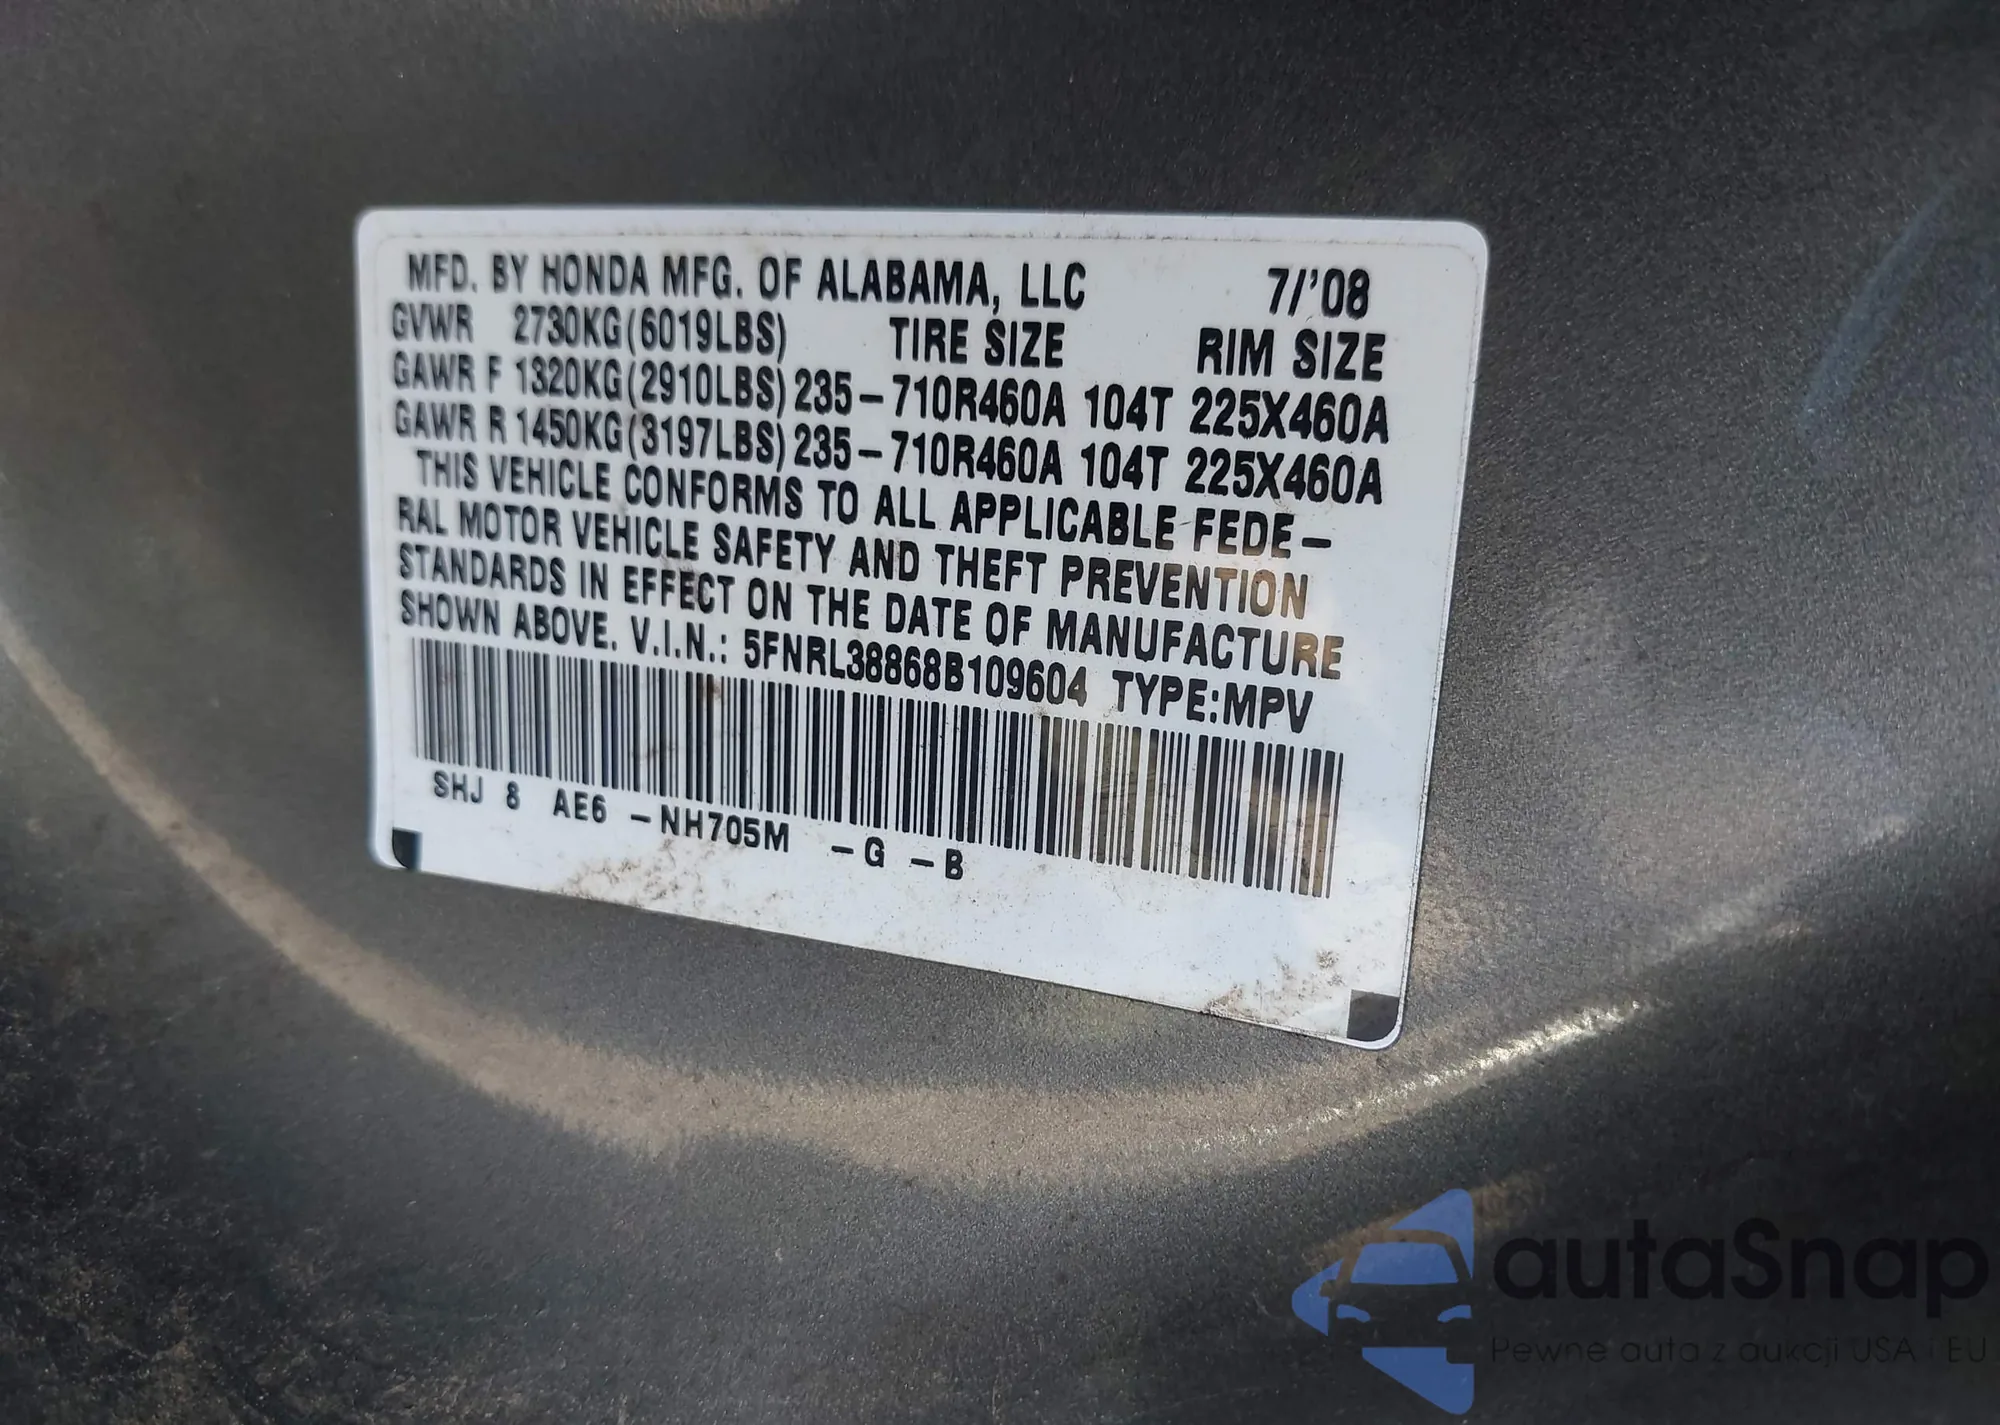 MFD. BY HONDA MFG. OF ALABAMA, LLC 7/'08
GVWR 2730KG(6019LBS) TIRE SIZE RIM SIZE
GAWR F 1320KG(2910LBS) 235-710R460A 104T 225X460A
GAWR R 1450KG(3197LBS) 235-710R460A 104T 225X460A
THIS VEHICLE CONFORMS TO ALL APPLICABLE FEDE-
RAL MOTOR VEHICLE SAFETY AND THEFT PREVENTION
STANDARDS IN EFFECT ON THE DATE OF MANUFACTURE
SHOWN ABOVE. V.I.N.: 5FNRL38868B109604 TYPE:MPV
SHJ 8 AE6 -NH705M -G -B
autaSnap
Pewne auta z aukcji USA i EU